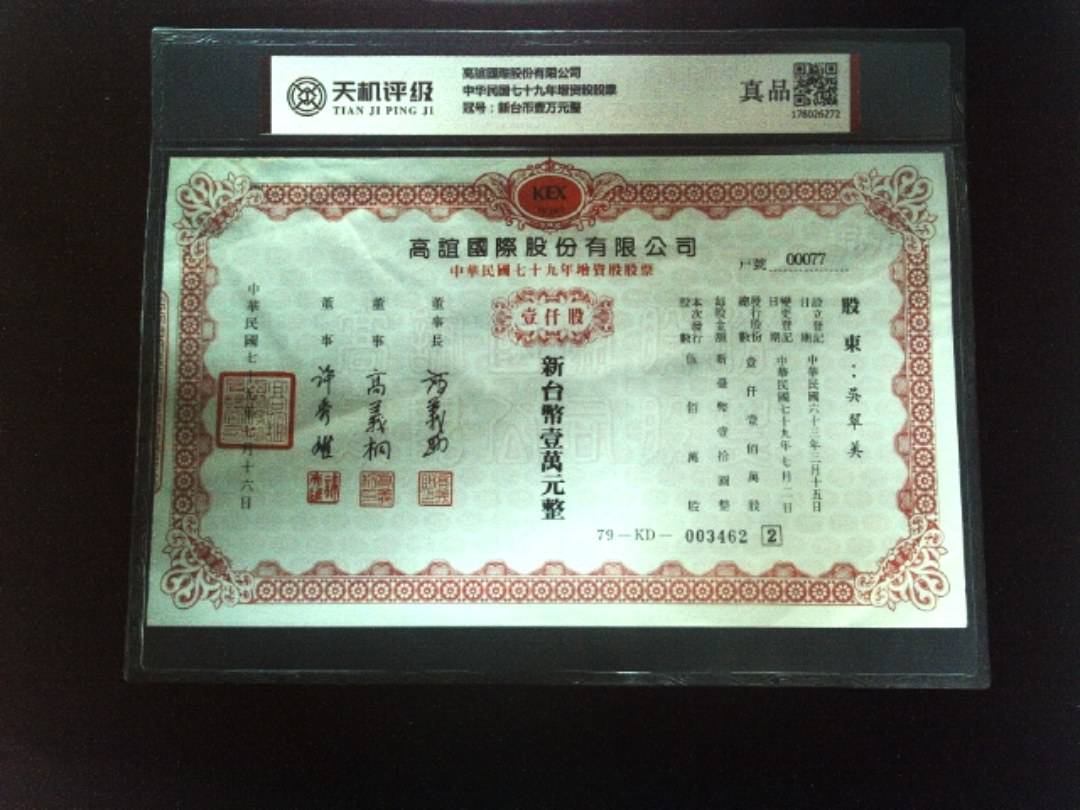 天机评级
TIAN JI PING JI
高誼國際股份有限公司
中华民国七十九年增资股股票
冠号：新台币壹万元整
真品
178026272
KEX
高誼國際股份有限公司
中華民國七十九年增資股股票
戶號 00077
壹仟股
股東：吳翠美
設立登記日期 中華民國六十三年三月十五日
變更登記日期 中華民國七十九年七月二日
發行股份總數 壹仟壹佰萬股
每股金額 新臺幣壹拾圓整
本次發行股數 伍佰萬股
新台幣壹萬元整
董事長
董事 高義桐
董事 許秀
中華民國七十九年七月十六日
79—KD—003462 2